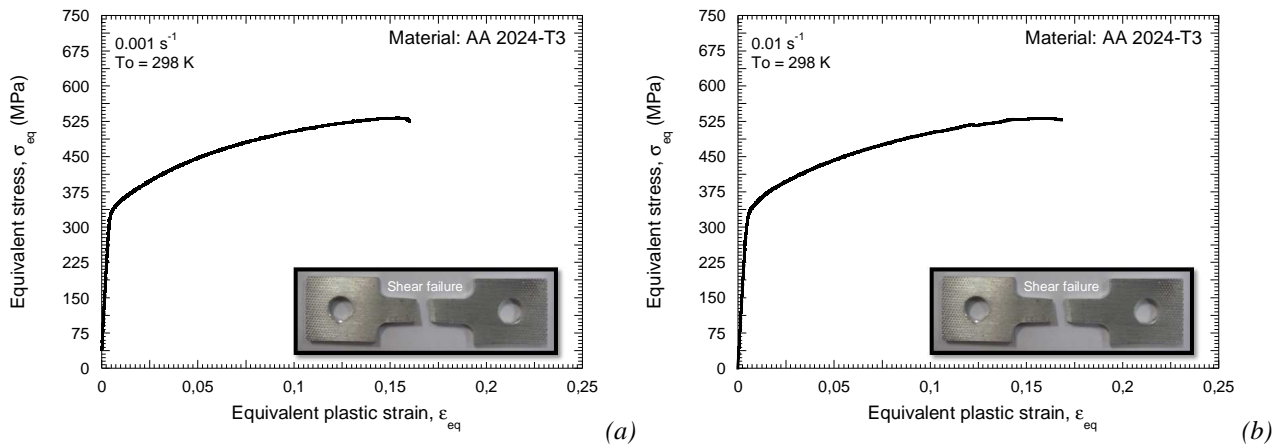 750
675
600
525
450
375
300
225
150
75
0
Equivalent stress, σeq (MPa)
0.001 s-1
To = 298 K
Material: AA 2024-T3
Shear failure
0
0,05
0,1
0,15
0,2
0,25
Equivalent plastic strain, εeq
(a)
750
675
600
525
450
375
300
225
150
75
0
Equivalent stress, σeq (MPa)
0.01 s-1
To = 298 K
Material: AA 2024-T3
Shear failure
0
0,05
0,1
0,15
0,2
0,25
Equivalent plastic strain, εeq
(b)